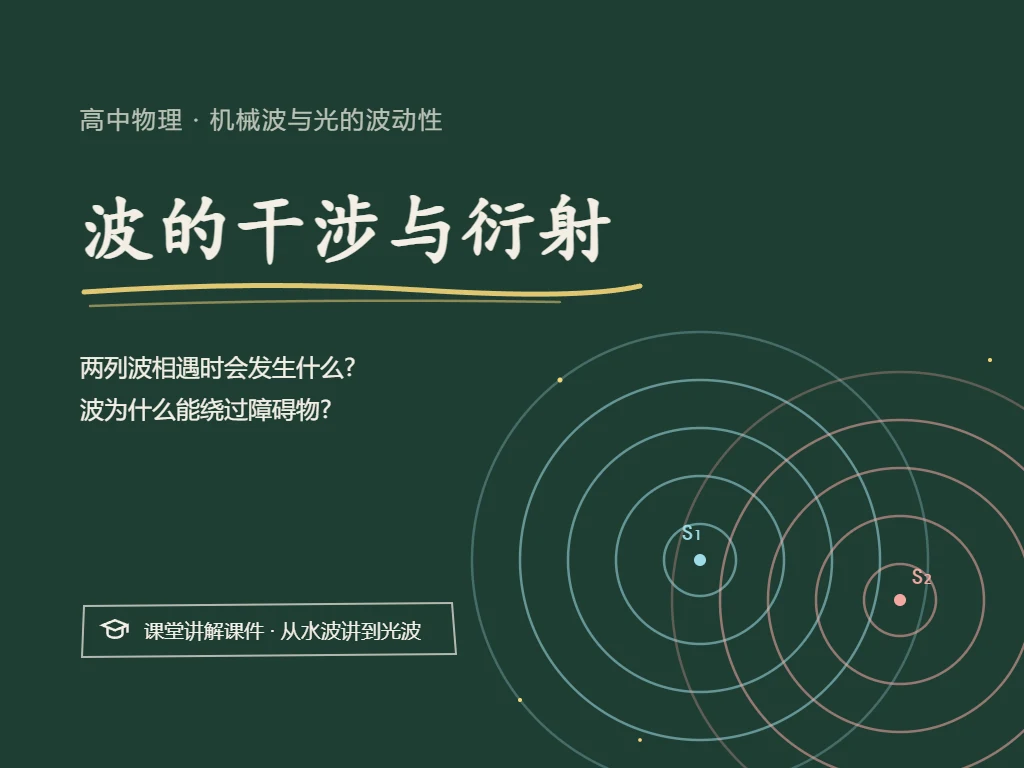 高中物理 · 机械波与光的波动性
波的干涉与衍射
两列波相遇时会发生什么?
波为什么能绕过障碍物?
S₁
S₂
课堂讲解课件 · 从水波讲到光波